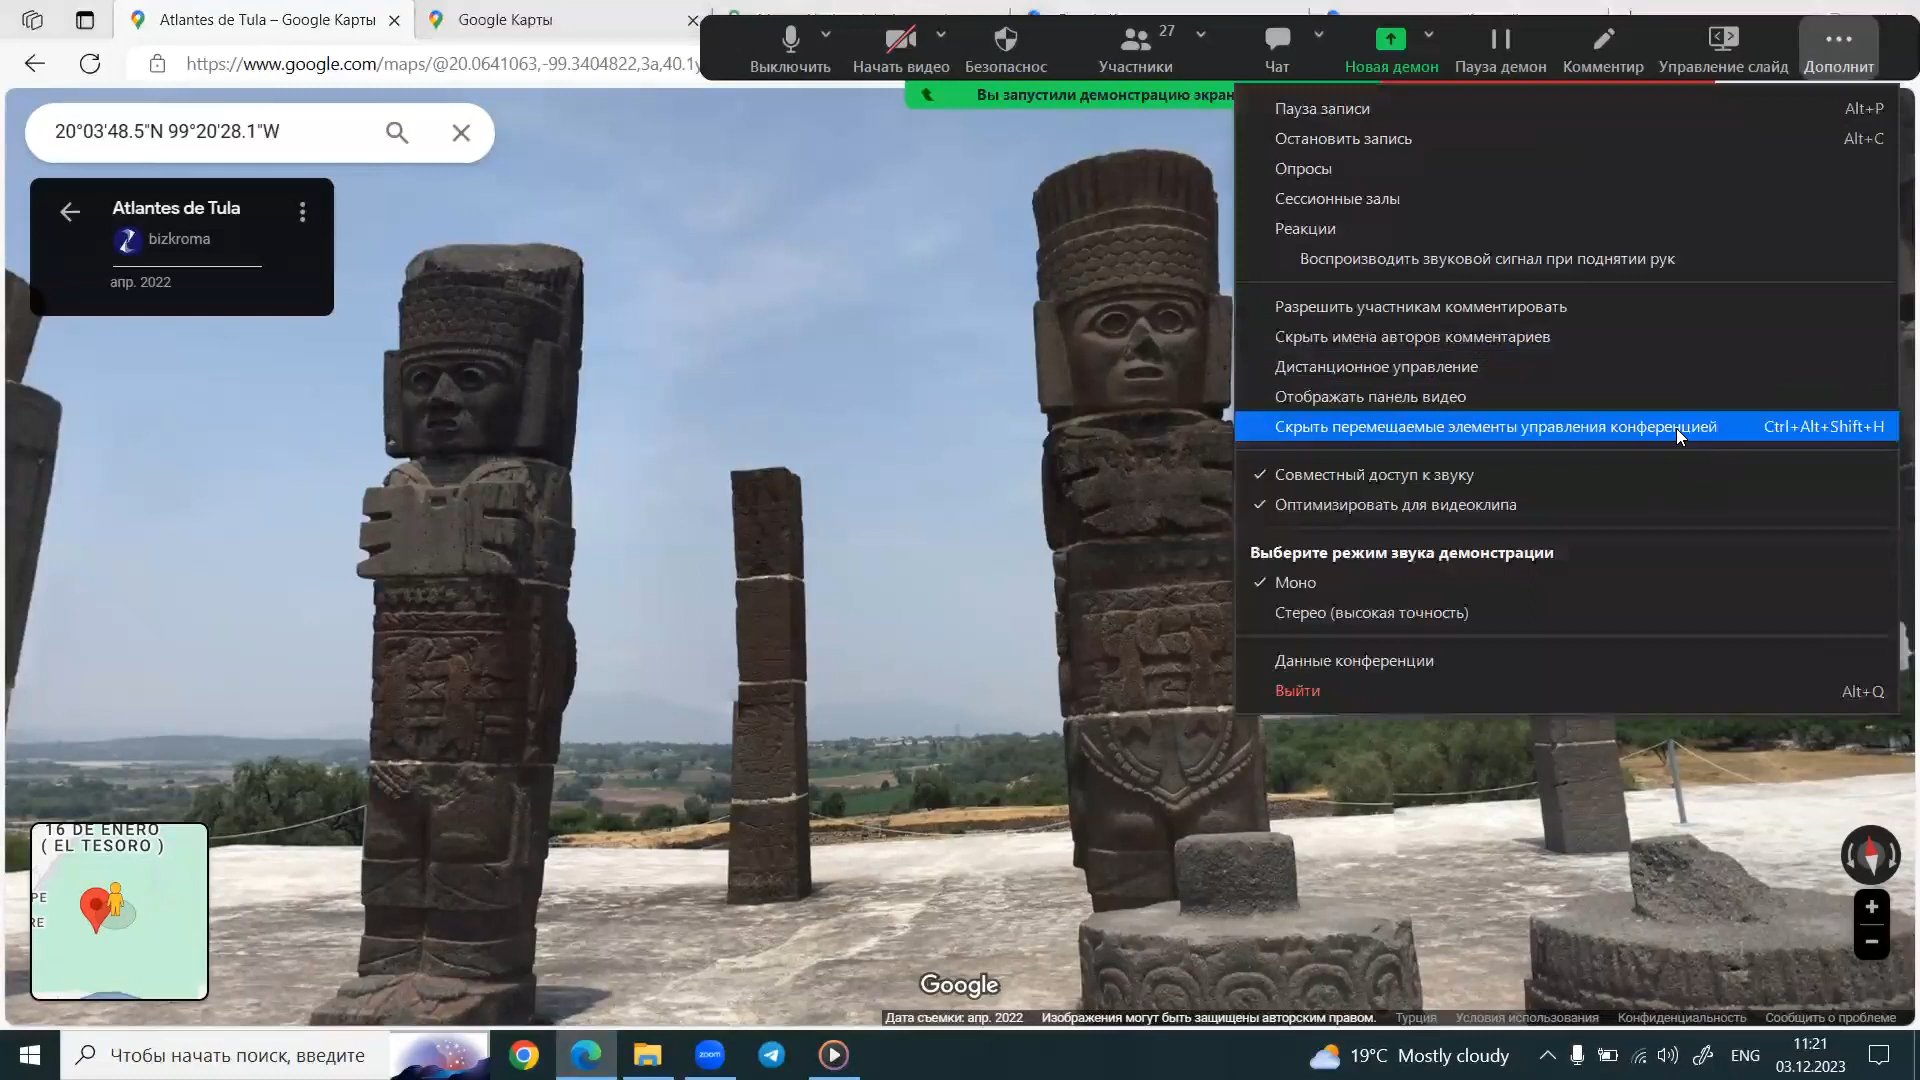 Atlantes de Tula – Google Карты
Google Карты
https://www.google.com/maps/@20.0641063,-99.3404822,3a,40.1y
27
Выключить
Начать видео
Безопаснос
Участники
Чат
Новая демон
Пауза демон
Комментир
Управление слайд
Дополнит
Вы запустили демонстрацию экран
20°03'48.5"N 99°20'28.1"W
Atlantes de Tula
bizkroma
апр. 2022
Пауза записи Alt+P
Остановить запись Alt+C
Опросы
Сессионные залы
Реакции
Воспроизводить звуковой сигнал при поднятии рук
Разрешить участникам комментировать
Скрыть имена авторов комментариев
Дистанционное управление
Отображать панель видео
Скрыть перемещаемые элементы управления конференцией Ctrl+Alt+Shift+H
Совместный доступ к звуку
Оптимизировать для видеоклипа
Выберите режим звука демонстрации
Моно
Стерео (высокая точность)
Данные конференции
Выйти Alt+Q
16 DE ENERO
( EL TESORO )
PE
RE
Google
Дата съемки: апр. 2022 Изображения могут быть защищены авторским правом. Турция Условия использования Конфиденциальность Сообщить о проблеме
Чтобы начать поиск, введите
zoom
19°C Mostly cloudy
ENG
11:21
03.12.2023